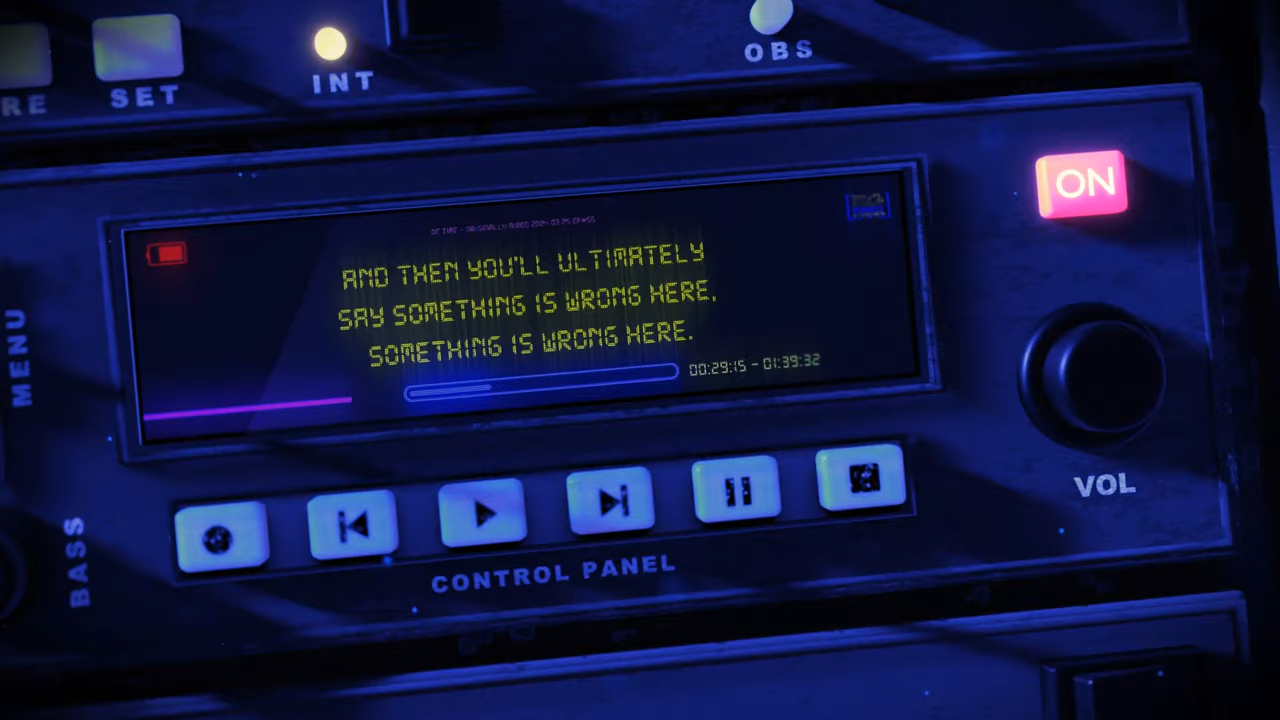 RE
SET
INT
OBS
ON
AND THEN YOU'LL ULTIMATELY
SAY SOMETHING IS WRONG HERE,
SOMETHING IS WRONG HERE.
00:29:15 - 01:39:32
MENU
BASS
VOL
CONTROL PANEL